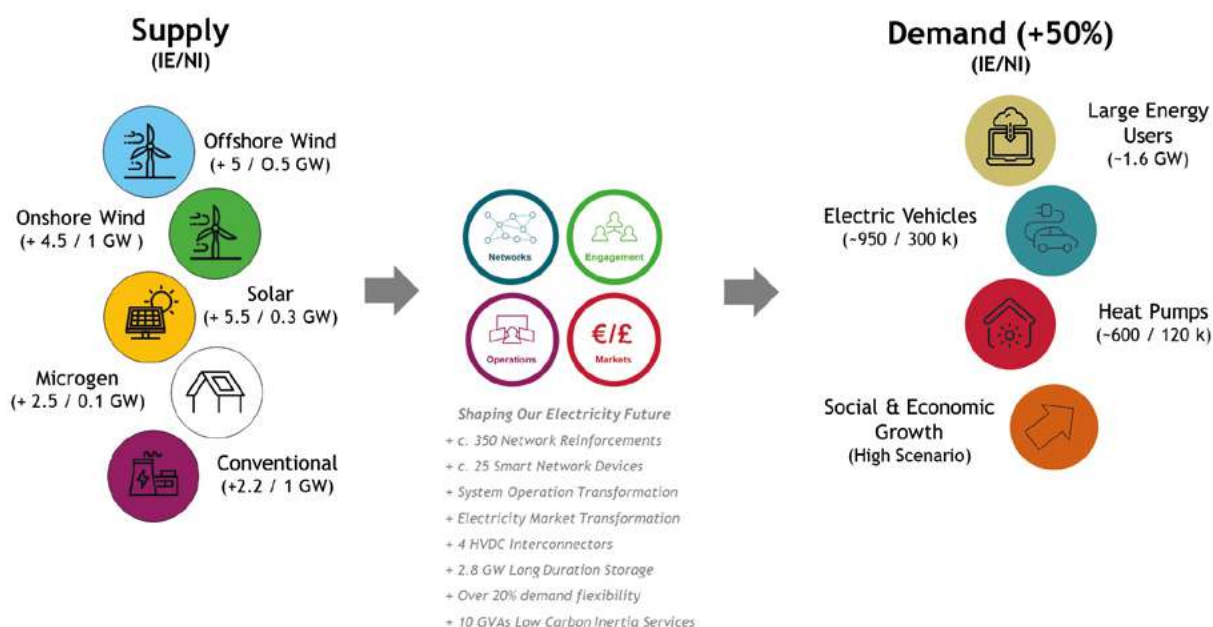 Supply
(IE/NI)
Offshore Wind
(+ 5 / 0.5 GW)
Onshore Wind
(+ 4.5 / 1 GW )
Solar
(+ 5.5 / 0.3 GW)
Microgen
(+ 2.5 / 0.1 GW)
Conventional
(+2.2 / 1 GW)
Networks
Engagement
Operations
€/£
Markets
Shaping Our Electricity Future
+ c. 350 Network Reinforcements
+ c. 25 Smart Network Devices
+ System Operation Transformation
+ Electricity Market Transformation
+ 4 HVDC Interconnectors
+ 2.8 GW Long Duration Storage
+ Over 20% demand flexibility
+ 10 GVAs Low Carbon Inertia Services
Demand (+50%)
(IE/NI)
Large Energy
Users
(~1.6 GW)
Electric Vehicles
(~950 / 300 k)
Heat Pumps
(~600 / 120 k)
Social & Economic
Growth
(High Scenario)